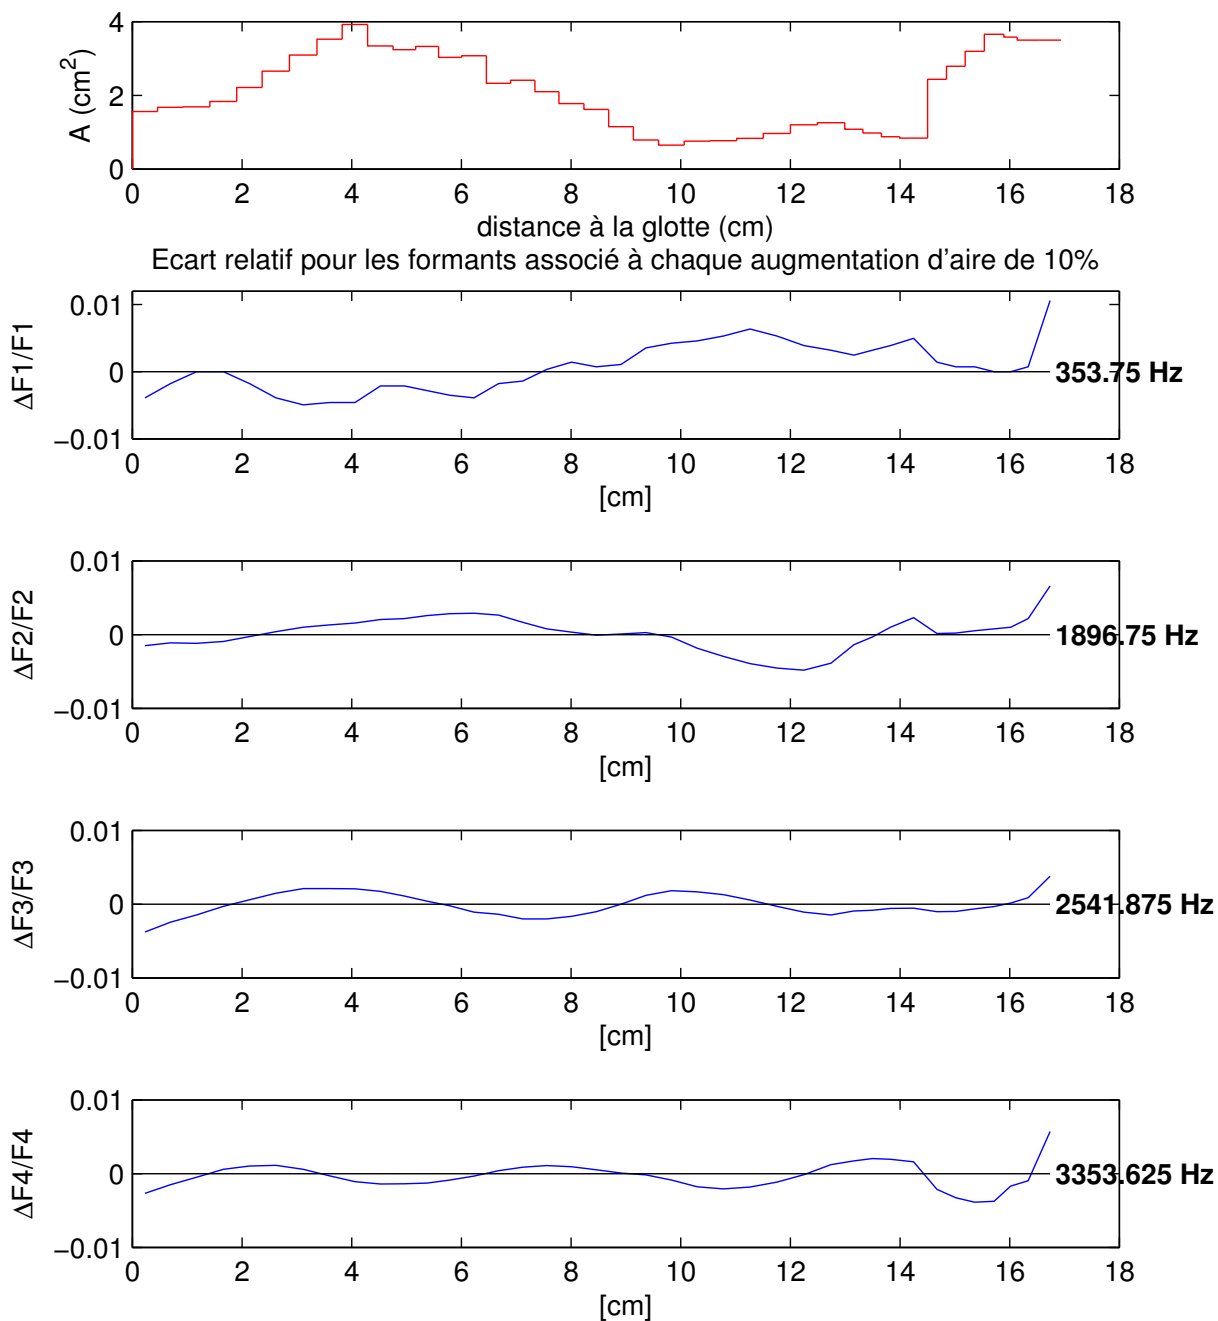 4
2
0
A (cm²)
0 2 4 6 8 10 12 14 16 18
distance à la glotte (cm)
Ecart relatif pour les formants associé à chaque augmentation d'aire de 10%
0.01
0
−0.01
ΔF1/F1
353.75 Hz
0 2 4 6 8 10 12 14 16 18
[cm]
0.01
0
−0.01
ΔF2/F2
1896.75 Hz
0 2 4 6 8 10 12 14 16 18
[cm]
0.01
0
−0.01
ΔF3/F3
2541.875 Hz
0 2 4 6 8 10 12 14 16 18
[cm]
0.01
0
−0.01
ΔF4/F4
3353.625 Hz
0 2 4 6 8 10 12 14 16 18
[cm]